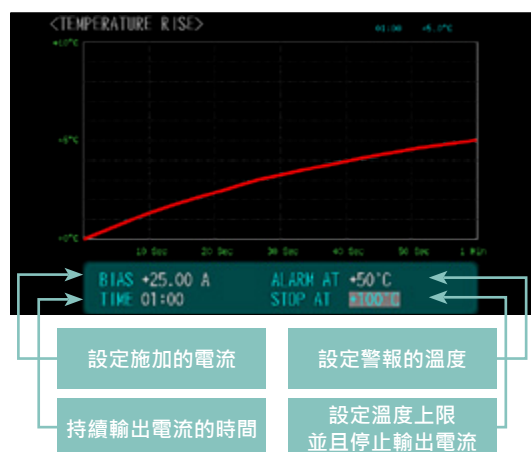 <TEMPERATURE RISE>
01:00 +5.0°C
+10°C
+5°C
+0°C
10 Sec 20 Sec 30 Sec 40 Sec 50 Sec 1 Min
BIAS +25.00 A ALARM AT +50°C
TIME 01:00 STOP AT +100°C
設定施加的電流
設定警報的溫度
持續輸出電流的時間
設定溫度上限
並且停止輸出電流